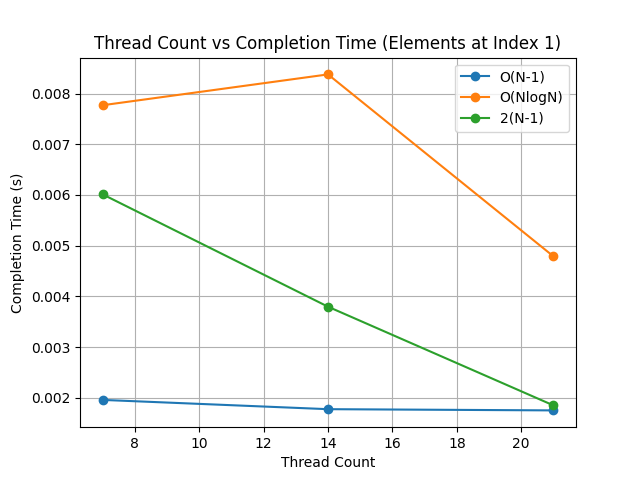 Thread Count vs Completion Time (Elements at Index 1)
O(N-1)
O(NlogN)
2(N-1)
Completion Time (s)
0.008
0.007
0.006
0.005
0.004
0.003
0.002
8 10 12 14 16 18 20
Thread Count